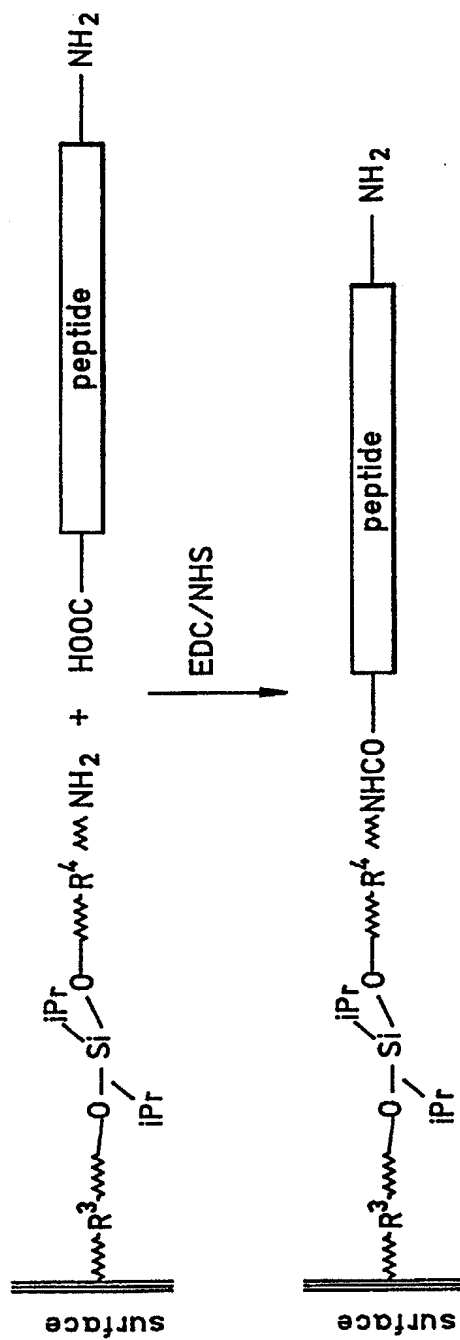 surface R³ O Si iPr iPr O R⁴ NH₂ + HOOC peptide NH₂
EDC/NHS
surface R³ O Si iPr iPr O R⁴ NHCO peptide NH₂